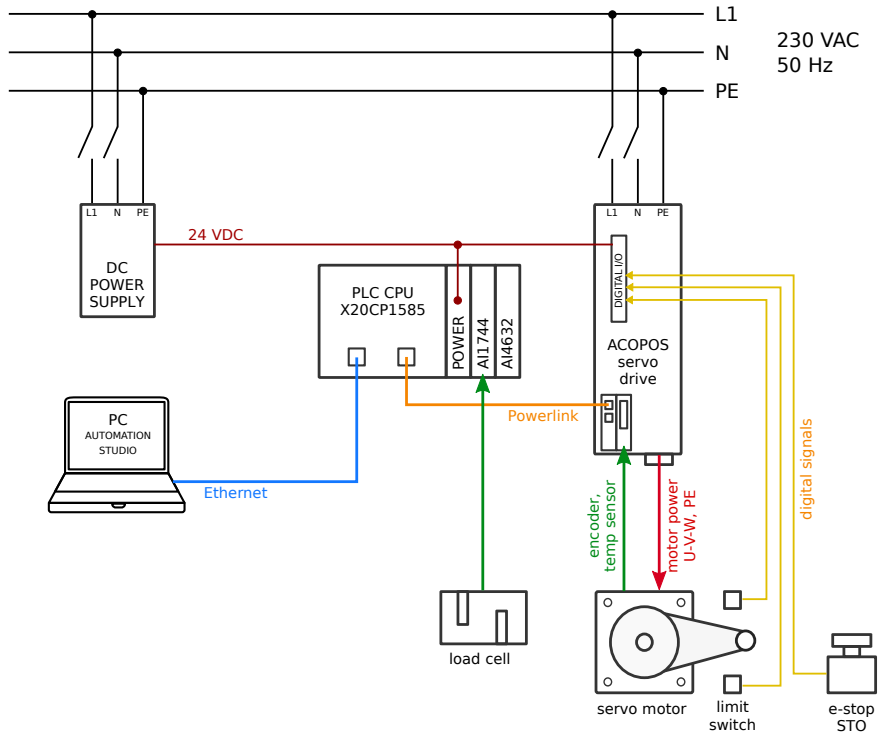 L1
N
PE
230 VAC
50 Hz
L1 N PE
DC
POWER
SUPPLY
24 VDC
PLC CPU
X20CP1585
POWER
AI1744
AI4632
L1 N PE
DIGITAL I/O
ACOPOS
servo
drive
Powerlink
PC
AUTOMATION
STUDIO
Ethernet
encoder,
temp sensor
motor power
U-V-W, PE
digital signals
load cell
servo motor
limit
switch
e-stop
STO